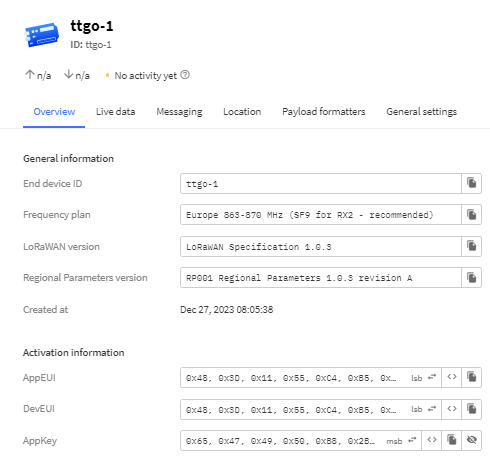 ttgo-1
ID: ttgo-1
n/a n/a No activity yet
Overview Live data Messaging Location Payload formatters General settings
General information
End device ID ttgo-1
Frequency plan Europe 863-870 MHz (SF9 for RX2 - recommended)
LoRaWAN version LoRaWAN Specification 1.0.3
Regional Parameters version RP001 Regional Parameters 1.0.3 revision A
Created at Dec 27, 2023 08:05:38
Activation information
AppEUI 0x48, 0x3D, 0x11, 0x55, 0xC4, 0xB5, 0x… lsb
DevEUI 0x48, 0x3D, 0x11, 0x55, 0xC4, 0xB5, 0x… lsb
AppKey 0x65, 0x47, 0x49, 0x50, 0xB8, 0x2B… msb